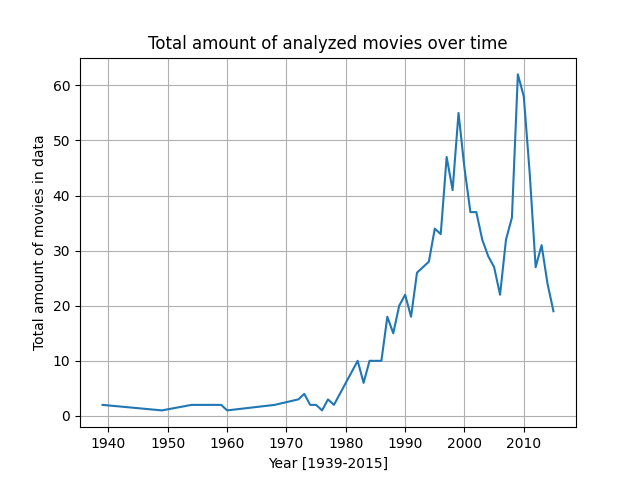 Total amount of analyzed movies over time
Total amount of movies in data
60
50
40
30
20
10
0
1940 1950 1960 1970 1980 1990 2000 2010
Year [1939-2015]